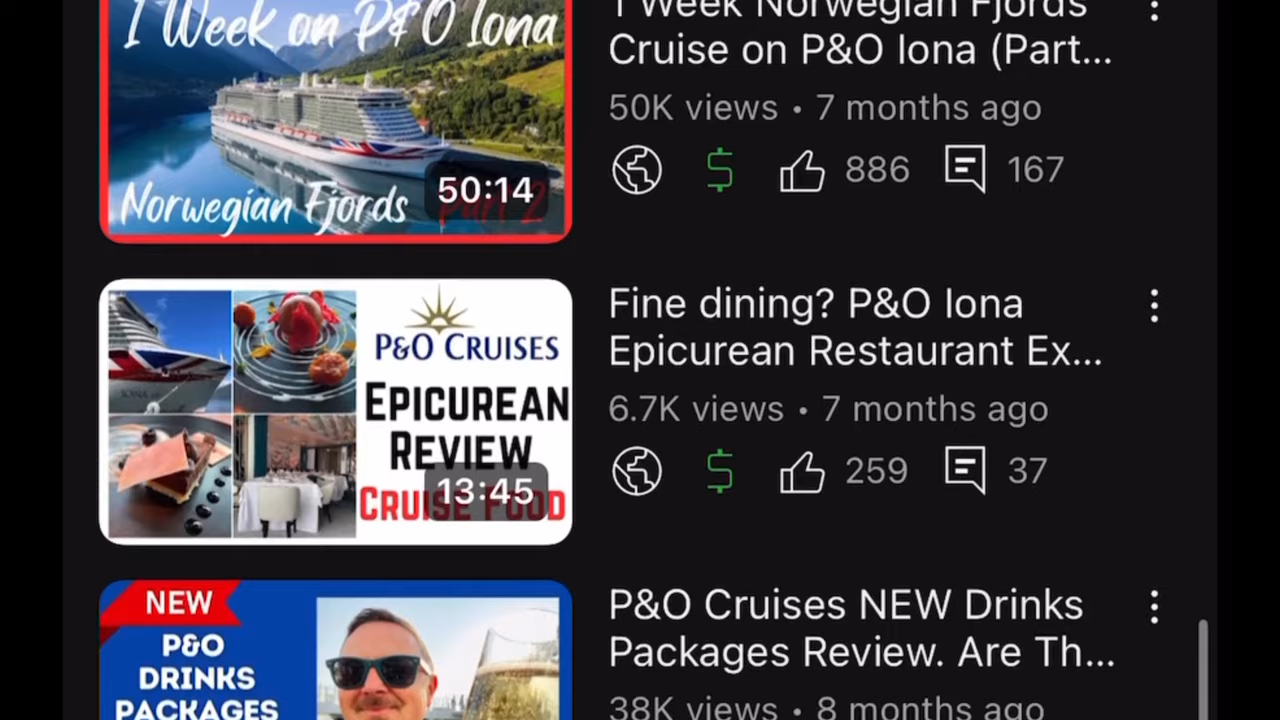 1 Week on P&O Iona
Norwegian Fjords
Part 2
50:14
1 Week Norwegian Fjords
Cruise on P&O Iona (Part...
50K views • 7 months ago
$ 886 167
P&O CRUISES
EPICUREAN
REVIEW
CRUISE FOOD
13:45
Fine dining? P&O Iona
Epicurean Restaurant Ex...
6.7K views • 7 months ago
$ 259 37
NEW
P&O
DRINKS
PACKAGES
P&O Cruises NEW Drinks
Packages Review. Are Th...
38K views • 8 months ago